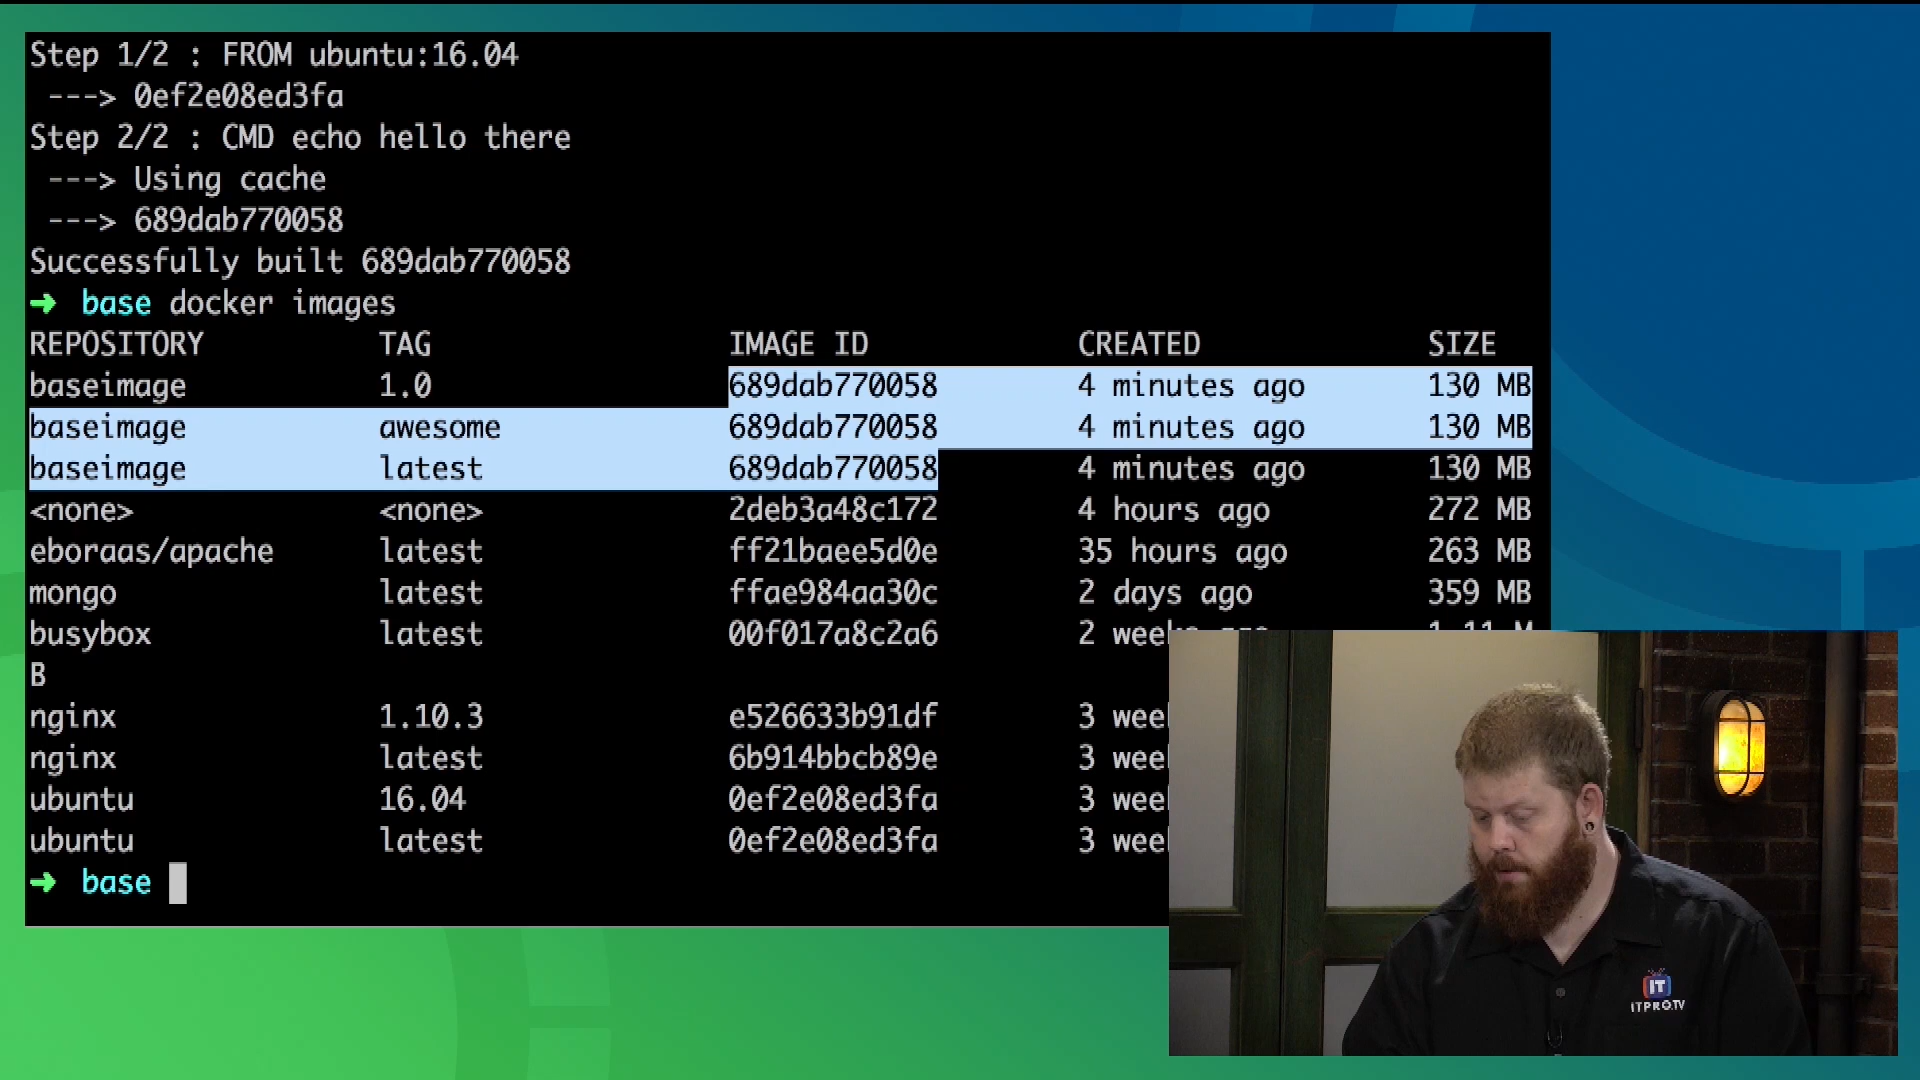 Step 1/2 : FROM ubuntu:16.04
---> 0ef2e08ed3fa
Step 2/2 : CMD echo hello there
---> Using cache
---> 689dab770058
Successfully built 689dab770058
➜ base docker images
REPOSITORY TAG IMAGE ID CREATED SIZE
baseimage 1.0 689dab770058 4 minutes ago 130 MB
baseimage awesome 689dab770058 4 minutes ago 130 MB
baseimage latest 689dab770058 4 minutes ago 130 MB
<none> <none> 2deb3a48c172 4 hours ago 272 MB
eboraas/apache latest ff21baee5d0e 35 hours ago 263 MB
mongo latest ffae984aa30c 2 days ago 359 MB
busybox latest 00f017a8c2a6 2 weeks ago 1.11 M
B
nginx 1.10.3 e526633b91df 3
nginx latest 6b914bbcb89e 3
ubuntu 16.04 0ef2e08ed3fa 3
ubuntu latest 0ef2e08ed3fa 3
➜ base
IT
ITPRO.TV